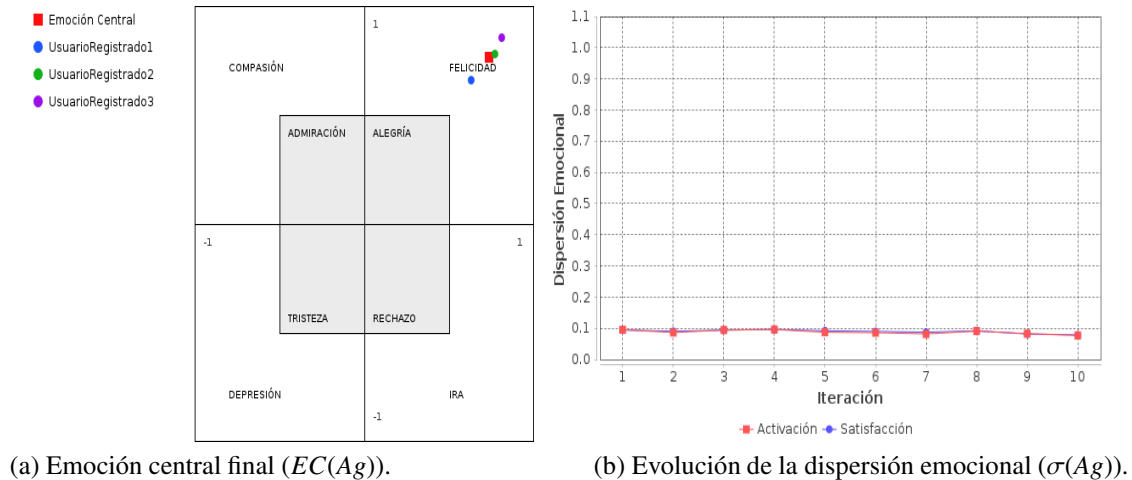 Emoción Central
UsuarioRegistrado1
UsuarioRegistrado2
UsuarioRegistrado3
1
COMPASIÓN
FELICIDAD
ADMIRACIÓN
ALEGRÍA
-1
1
TRISTEZA
RECHAZO
DEPRESIÓN
IRA
-1
(a) Emoción central final (EC(Ag)).
Dispersión Emocional
1.1
1.0
0.9
0.8
0.7
0.6
0.5
0.4
0.3
0.2
0.1
0.0
1 2 3 4 5 6 7 8 9 10
Iteración
Activación Satisfacción
(b) Evolución de la dispersión emocional (σ(Ag)).